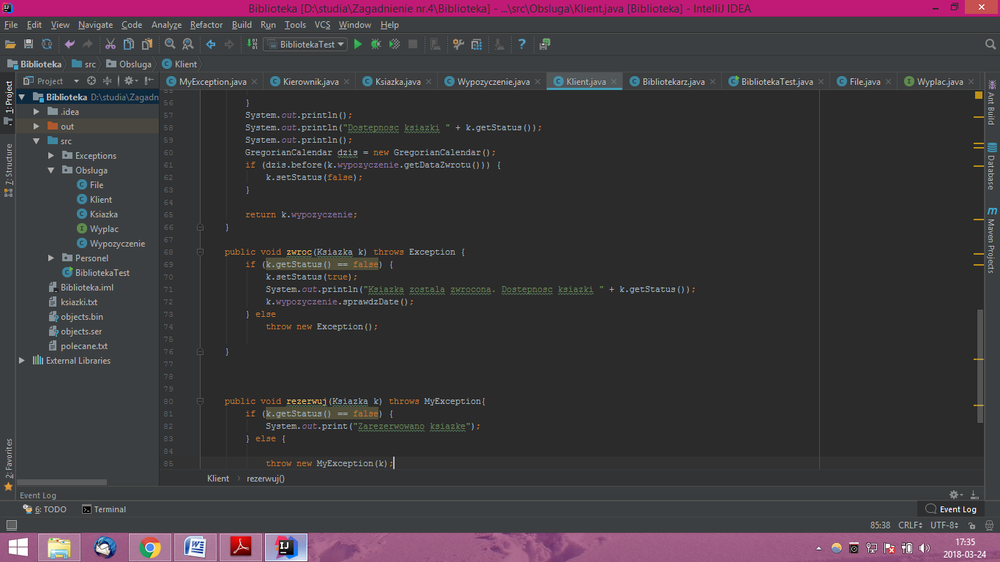 Biblioteka [D:\studia\Zagadnienie nr.4\Biblioteka] - ...\src\Obsluga\Klient.java [Biblioteka] - IntelliJ IDEA
File Edit View Navigate Code Analyze Refactor Build Run Tools VCS Window Help
BibliotekaTest
Biblioteka src Obsluga Klient
Project
MyException.java Kierownik.java Ksiazka.java Wypozyczenie.java Klient.java Bibliotekarz.java BibliotekaTest.java File.java Wyplac.java
1: Project
7: Structure
2: Favorites
Biblioteka D:\studia\Zagadn
.idea
out
src
Exceptions
Obsluga
File
Klient
Ksiazka
Wyplac
Wypozyczenie
Personel
BibliotekaTest
Biblioteka.iml
ksiazki.txt
objects.bin
objects.ser
polecane.txt
External Libraries
55
56 }
57 System.out.println();
58 System.out.println("Dostepnosc ksiazki " + k.getStatus());
59 System.out.println();
60 GregorianCalendar dzis = new GregorianCalendar();
61 if (dzis.before(k.wypozyczenie.getDataZwrotu())) {
62 k.setStatus(false);
63 }
64
65 return k.wypozyczenie;
66 }
67
68 public void zwroc(Ksiazka k) throws Exception {
69 if (k.getStatus() == false) {
70 k.setStatus(true);
71 System.out.println("Ksiazka zostala zwrocona. Dostepnosc ksiazki " + k.getStatus());
72 k.wypozyczenie.sprawdzDate();
73 } else
74 throw new Exception();
75
76 }
77
78
79
80 public void rezerwuj(Ksiazka k) throws MyException{
81 if (k.getStatus() == false) {
82 System.out.print("Zarezerwowano ksiazke");
83 } else {
84
85 throw new MyException(k);
Klient rezerwuj()
Ant Build
Database
Maven Projects
Event Log
6: TODO Terminal Event Log
85:38 CRLF UTF-8
17:35
2018-03-24